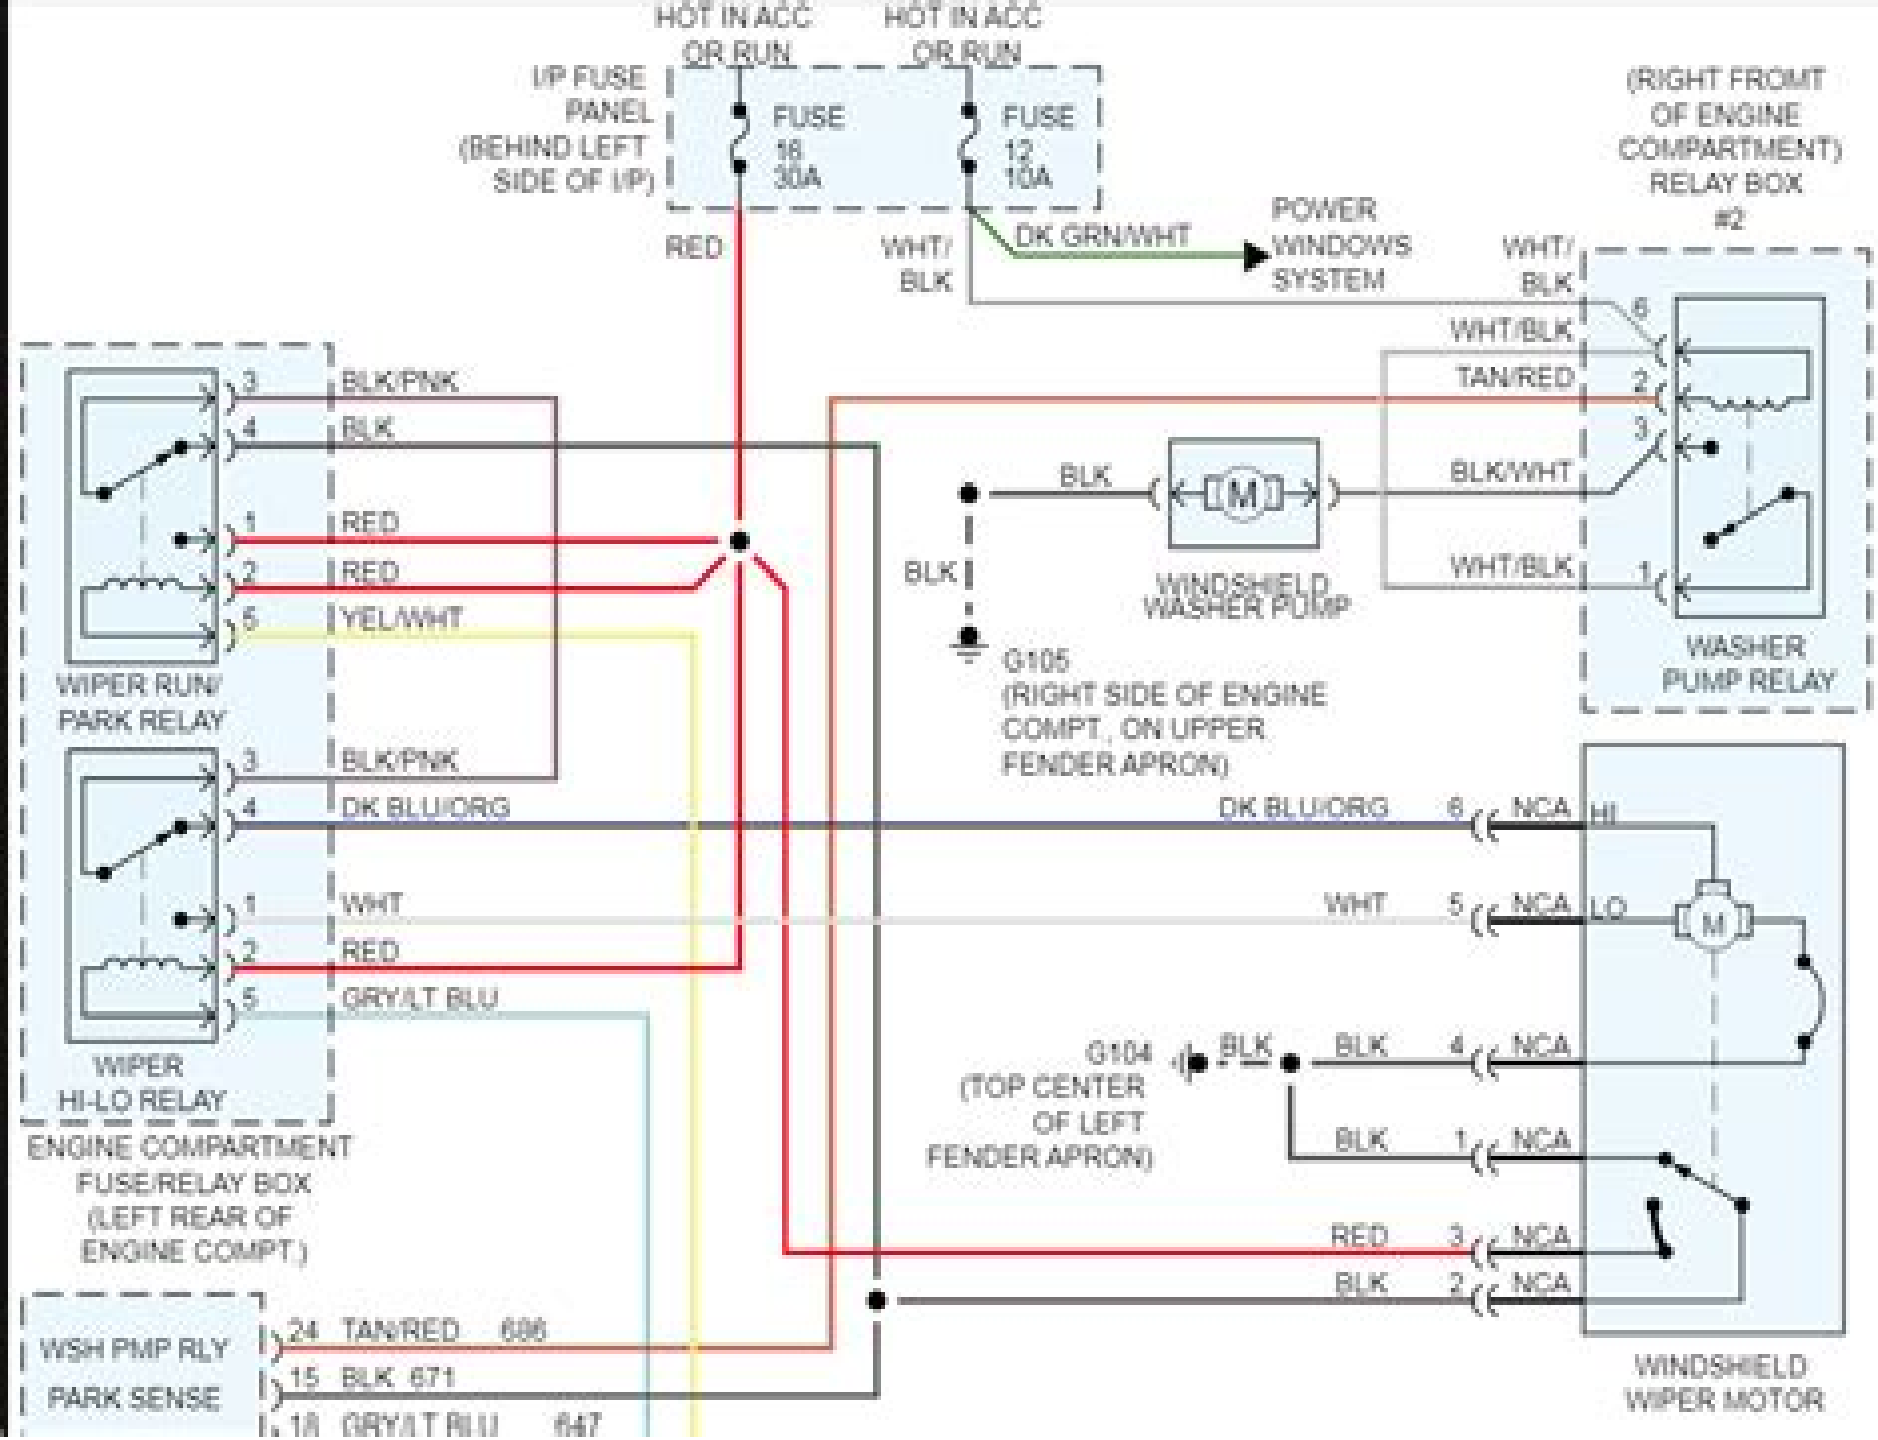 HOT IN ACC
OR RUN
HOT IN ACC
OR RUN
I/P FUSE
PANEL
(BEHIND LEFT
SIDE OF I/P)
FUSE
16
30A
FUSE
12
10A
(RIGHT FROMT
OF ENGINE
COMPARTMENT)
RELAY BOX
#2
RED
WHT/
BLK
DK GRN/WHT
POWER
WINDOWS
SYSTEM
WHT/
BLK
6
WHT/BLK
TAN/RED
2
3
BLK/WHT
WHT/BLK
1
WASHER
PUMP RELAY
3
BLK/PNK
4
BLK
1
RED
2
RED
5
YEL/WHT
WIPER RUN/
PARK RELAY
BLK
M
WINDSHIELD
WASHER PUMP
BLK
G105
(RIGHT SIDE OF ENGINE
COMPT., ON UPPER
FENDER APRON)
3
BLK/PNK
4
DK BLU/ORG
1
WHT
2
RED
5
GRY/LT BLU
WIPER
HI-LO RELAY
ENGINE COMPARTMENT
FUSE/RELAY BOX
(LEFT REAR OF
ENGINE COMPT.)
DK BLU/ORG
6
NCA
HI
WHT
5
NCA
LO
M
G104
(TOP CENTER
OF LEFT
FENDER APRON)
BLK
BLK
4
NCA
BLK
1
NCA
RED
3
NCA
BLK
2
NCA
WINDSHIELD
WIPER MOTOR
WSH PMP RLY
24
TAN/RED
686
PARK SENSE
15
BLK
671
18
GRY/LT BLU
647